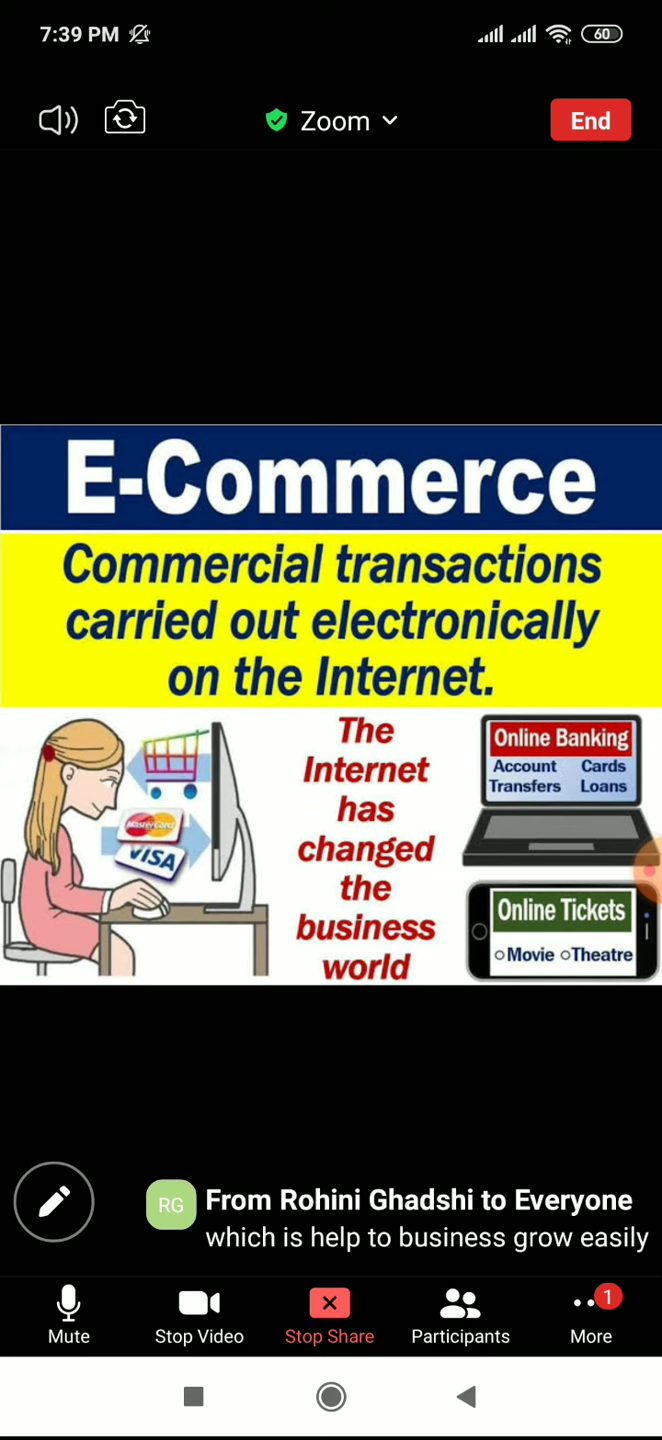 7:39 PM
60
Zoom
End
E-Commerce
Commercial transactions
carried out electronically
on the Internet.
The
Internet
has
changed
the
business
world
MasterCard
VISA
Online Banking
Account Cards
Transfers Loans
Online Tickets
Movie Theatre
RG
From Rohini Ghadshi to Everyone
which is help to business grow easily
1
Mute
Stop Video
Stop Share
Participants
More